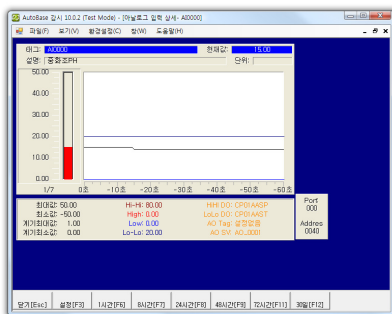 AutoBase 감시 10.0.2 (Test Mode) - [아날로그 입력 상세- AI0000]
파일(F) 보기(V) 환경설정(C) 창(W) 도움말(H)
태그: AI0000 현재값: 15.00
설명: 중화조PH 단위:
50.00
40.00
30.00
20.00
10.00
0.00
1/7 0초 -10초 -20초 -30초 -40초 -50초 -60초
최대값: 50.00 Hi-Hi: 80.00 HiHi DO: CP01AASP Port
최소값: -50.00 High: 0.00 LoLo DO: CP01AAST 000
계기최대값: 1.00 Low: 0.00 AO Tag: 설정없음 Addres
계기최소값: 0.00 Lo-Lo: 20.00 AO SV: AO_0001 0040
닫기[Esc] 설정[F3] 1시간[F6] 8시간[F7] 24시간[F8] 48시간[F9] 72시간[F11] 30일[F12]